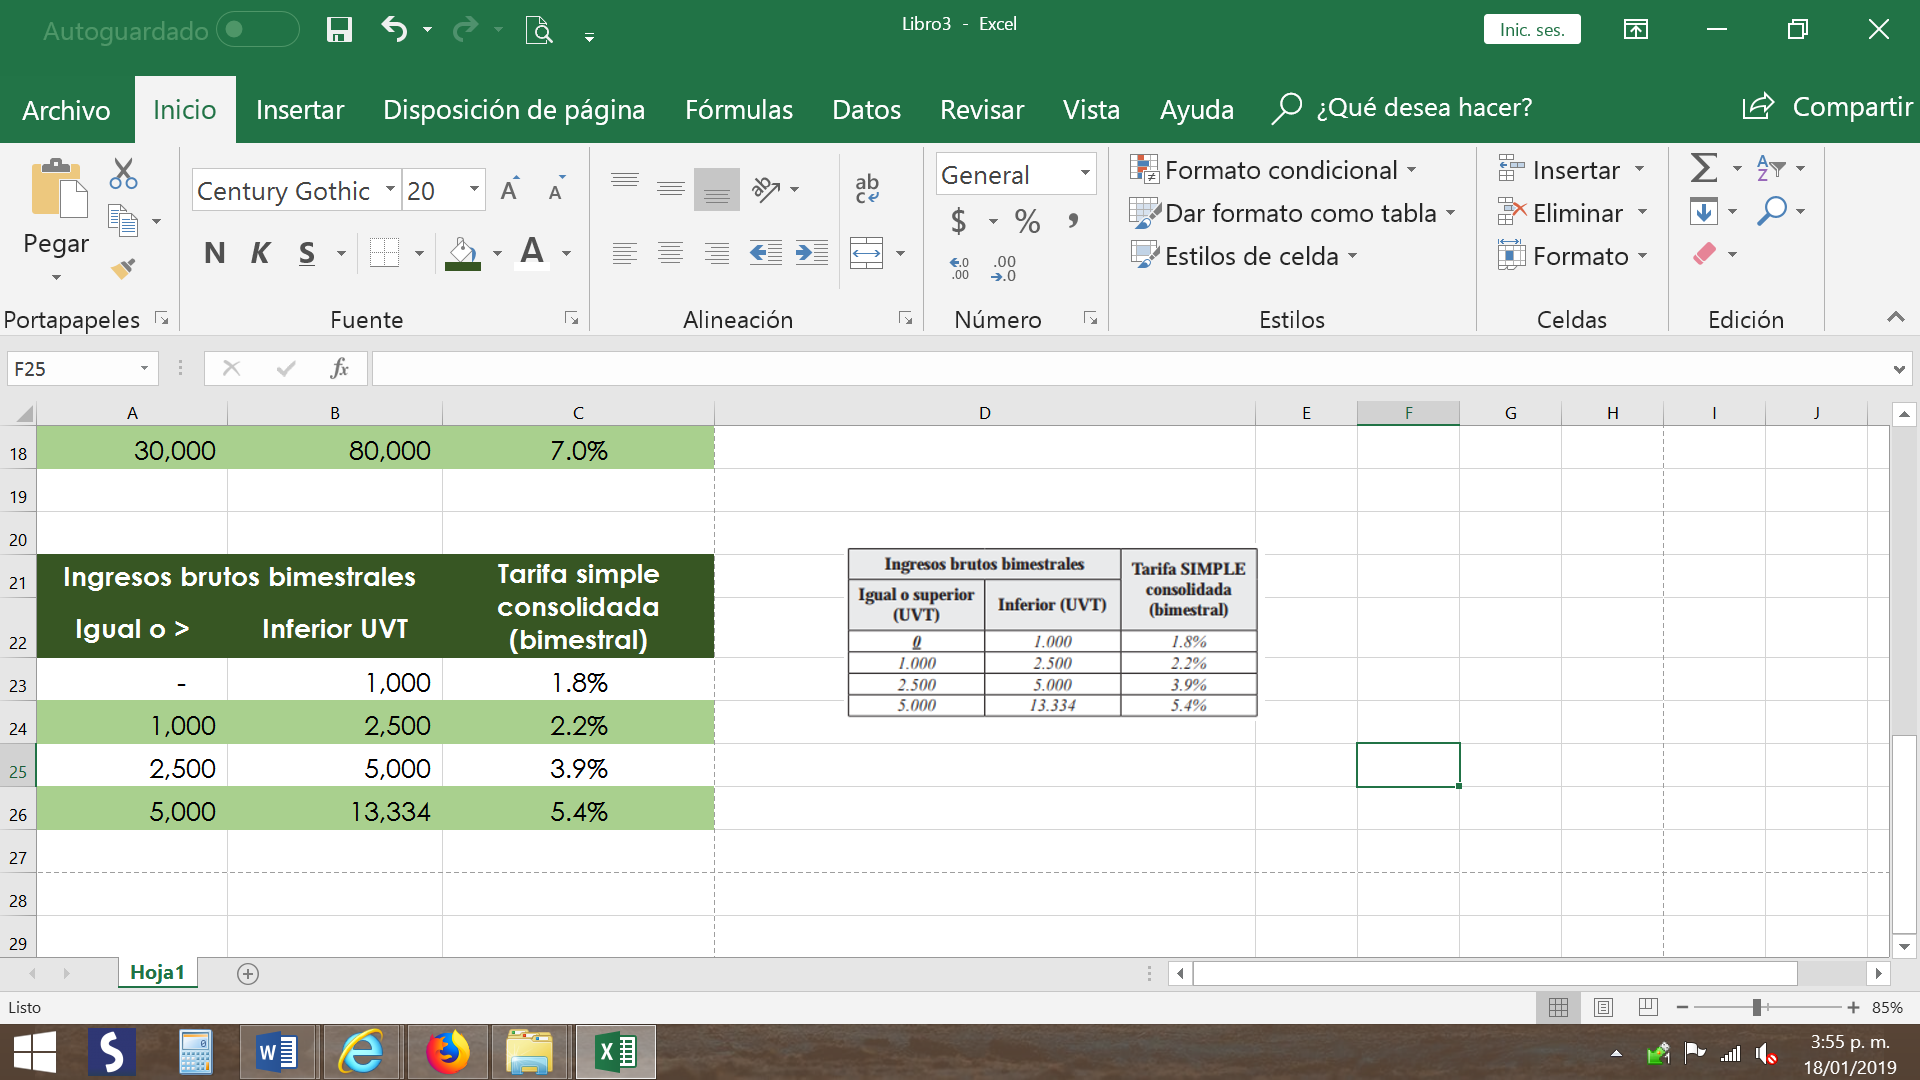 Autoguardado
Libro3 - Excel
Inic. ses.
Archivo Inicio Insertar Disposición de página Fórmulas Datos Revisar Vista Ayuda ¿Qué desea hacer? Compartir
Pegar
Portapapeles
Century Gothic 20 A A
N K S A
Fuente
ab
ab
c
Alineación
General
$ % ,
←.0 .00
.00 →.0
Número
Formato condicional
Dar formato como tabla
Estilos de celda
Estilos
Insertar
Eliminar
Formato
Celdas
Σ A Z
Edición
F25 fx
A B C D E F G H I J
18 30,000 80,000 7.0%
19
20
21 Ingresos brutos bimestrales Tarifa simple
consolidada
22 Igual o > Inferior UVT (bimestral)
23 - 1,000 1.8%
24 1,000 2,500 2.2%
25 2,500 5,000 3.9%
26 5,000 13,334 5.4%
27
28
29
Ingresos brutos bimestrales Tarifa SIMPLE
consolidada
(bimestral)
Igual o superior
(UVT) Inferior (UVT)
0 1.000 1.8%
1.000 2.500 2.2%
2.500 5.000 3.9%
5.000 13.334 5.4%
Hoja1
Listo
85%
3:55 p. m.
18/01/2019